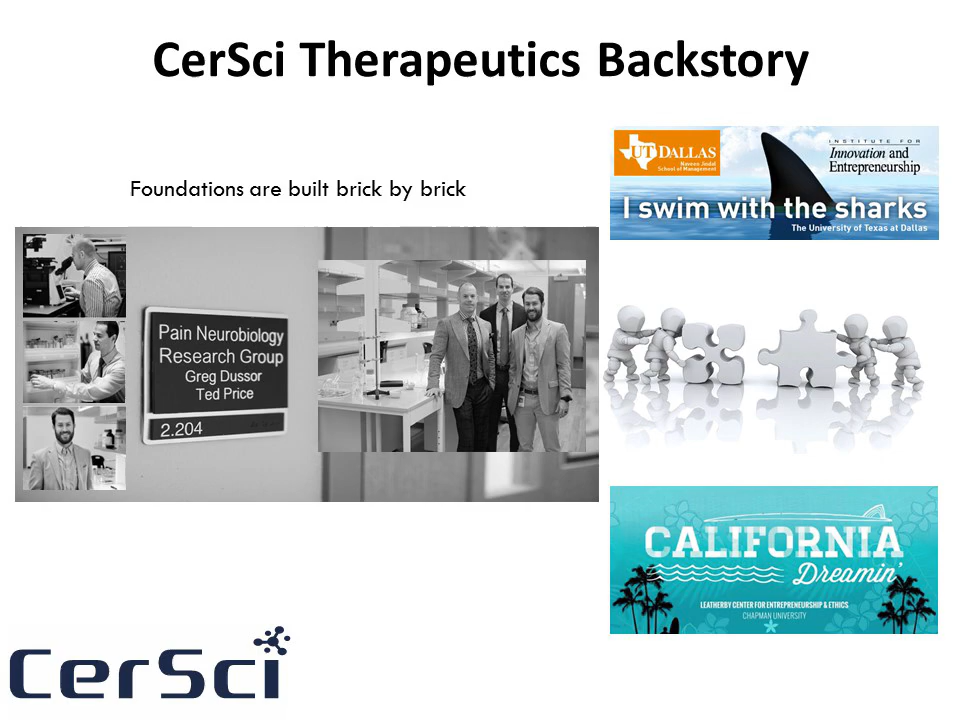 CerSci Therapeutics Backstory
Foundations are built brick by brick
Pain Neurobiology
Research Group
Greg Dussor
Ted Price
2.204
UT DALLAS
Naveen Jindal
School of Management
INSTITUTE FOR
Innovation and
Entrepreneurship
I swim with the sharks
The University of Texas at Dallas
CALIFORNIA
Dreamin'
LEATHERBY CENTER FOR ENTREPRENEURSHIP & ETHICS
CHAPMAN UNIVERSITY
CerSci